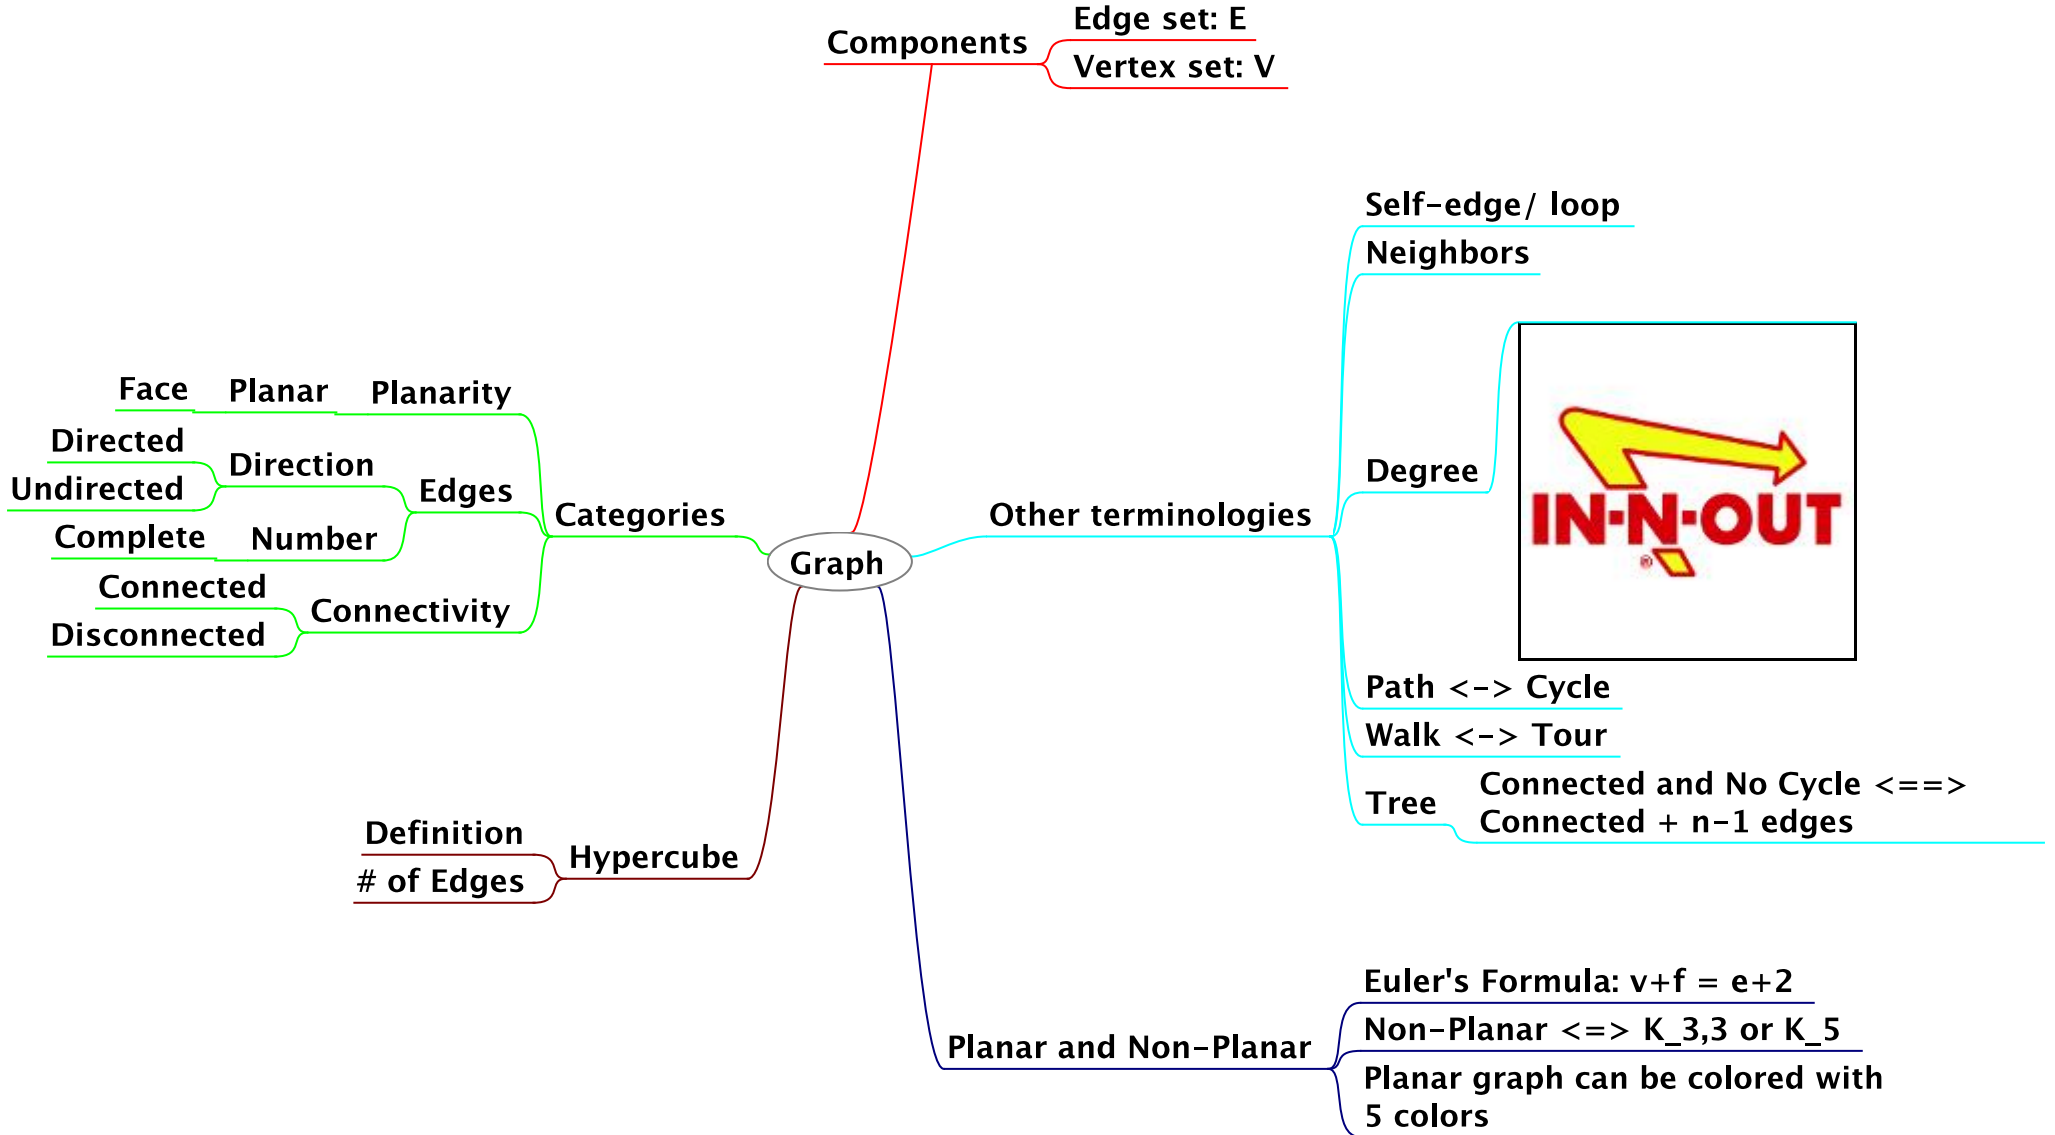 Components
Edge set: E
Vertex set: V
Graph
Categories
Planarity
Planar
Face
Edges
Direction
Directed
Undirected
Number
Complete
Connectivity
Connected
Disconnected
Other terminologies
Self-edge/ loop
Neighbors
Degree
IN-N-OUT
®
Path <-> Cycle
Walk <-> Tour
Tree
Connected and No Cycle <==>
Connected + n-1 edges
Hypercube
Definition
# of Edges
Planar and Non-Planar
Euler's Formula: v+f = e+2
Non-Planar <=> K_3,3 or K_5
Planar graph can be colored with
5 colors